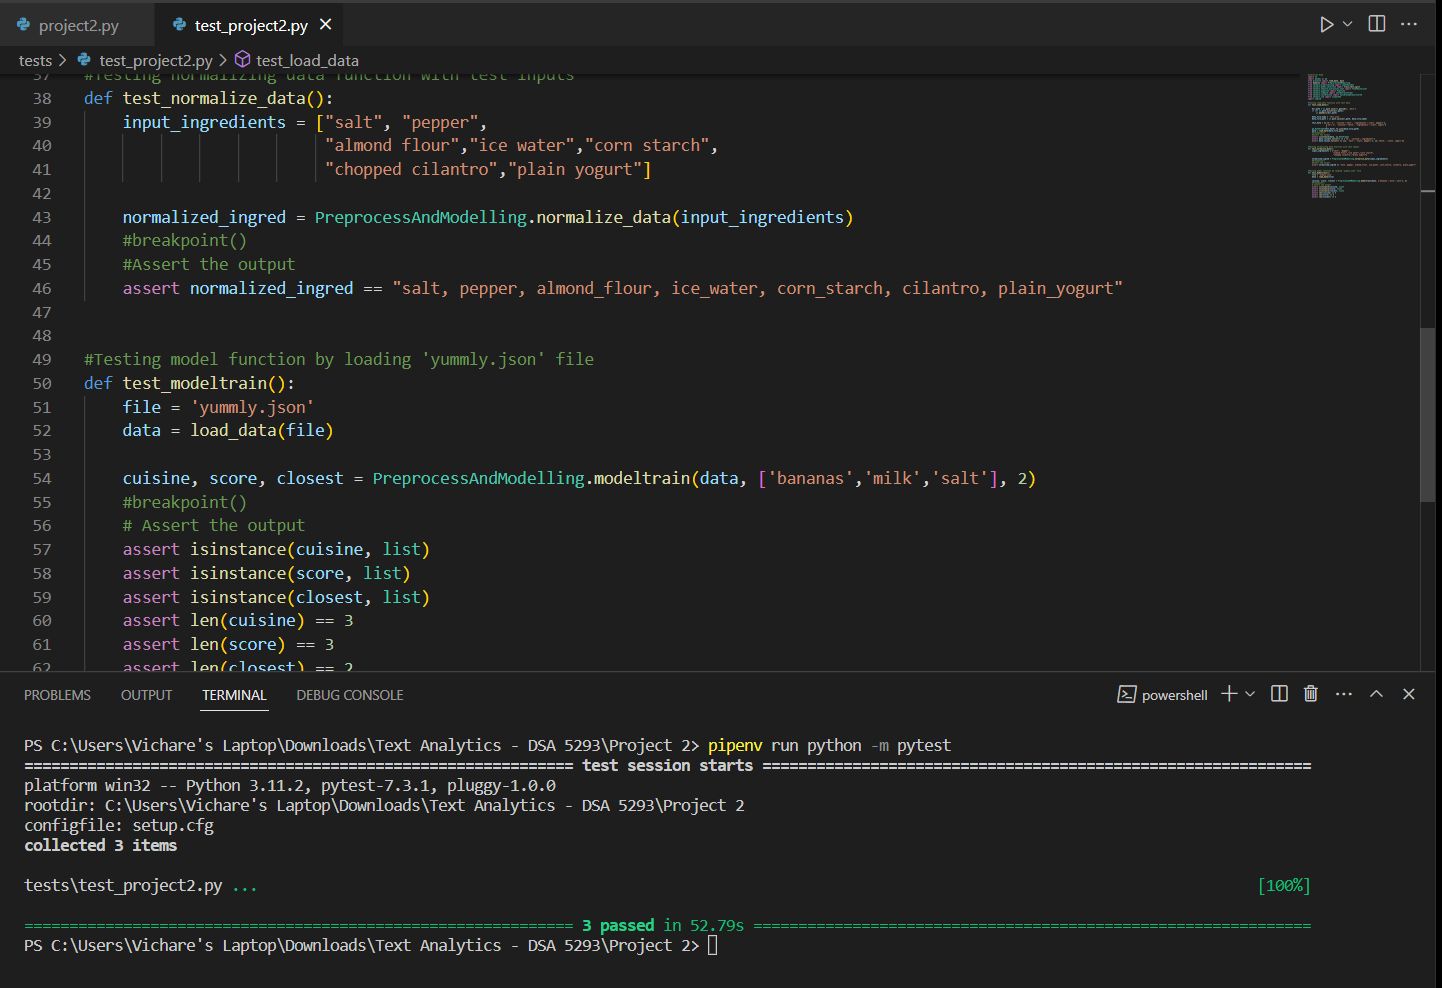 project2.py
test_project2.py
tests > test_project2.py > test_load_data
37 #Testing normalizing data function with test inputs
38 def test_normalize_data():
39 input_ingredients = ["salt", "pepper",
40 "almond flour","ice water","corn starch",
41 "chopped cilantro","plain yogurt"]
42
43 normalized_ingred = PreprocessAndModelling.normalize_data(input_ingredients)
44 #breakpoint()
45 #Assert the output
46 assert normalized_ingred == "salt, pepper, almond_flour, ice_water, corn_starch, cilantro, plain_yogurt"
47
48
49 #Testing model function by loading 'yummly.json' file
50 def test_modeltrain():
51 file = 'yummly.json'
52 data = load_data(file)
53
54 cuisine, score, closest = PreprocessAndModelling.modeltrain(data, ['bananas','milk','salt'], 2)
55 #breakpoint()
56 # Assert the output
57 assert isinstance(cuisine, list)
58 assert isinstance(score, list)
59 assert isinstance(closest, list)
60 assert len(cuisine) == 3
61 assert len(score) == 3
62 assert len(closest) == 2
PROBLEMS OUTPUT TERMINAL DEBUG CONSOLE powershell
PS C:\Users\Vichare's Laptop\Downloads\Text Analytics - DSA 5293\Project 2> pipenv run python -m pytest
========================================================= test session starts =========================================================
platform win32 -- Python 3.11.2, pytest-7.3.1, pluggy-1.0.0
rootdir: C:\Users\Vichare's Laptop\Downloads\Text Analytics - DSA 5293\Project 2
configfile: setup.cfg
collected 3 items
tests\test_project2.py ... [100%]
========================================================= 3 passed in 52.79s ==========================================================
PS C:\Users\Vichare's Laptop\Downloads\Text Analytics - DSA 5293\Project 2>